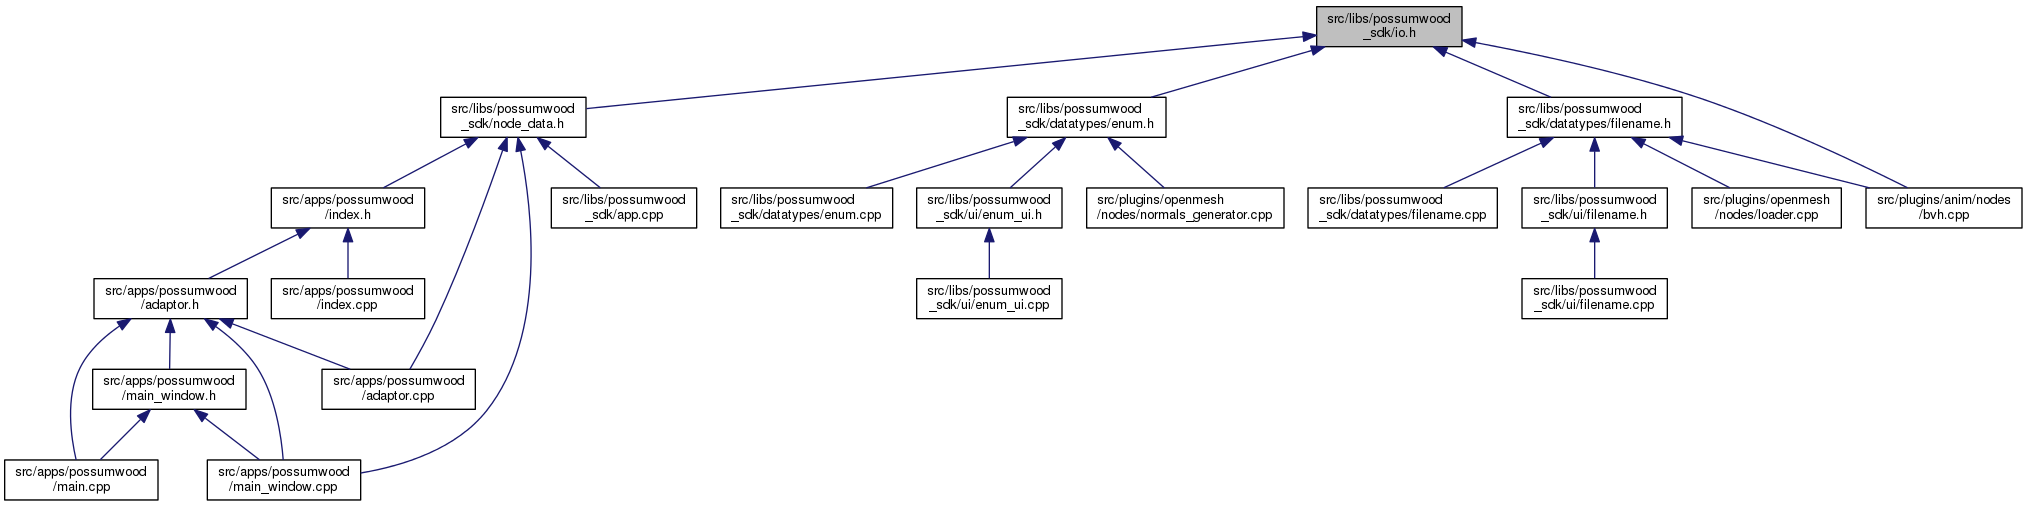 src/libs/possumwood
_sdk/io.h
src/libs/possumwood
_sdk/node_data.h
src/libs/possumwood
_sdk/datatypes/enum.h
src/libs/possumwood
_sdk/datatypes/filename.h
src/apps/possumwood
/index.h
src/libs/possumwood
_sdk/app.cpp
src/libs/possumwood
_sdk/datatypes/enum.cpp
src/libs/possumwood
_sdk/ui/enum_ui.h
src/plugins/openmesh
/nodes/normals_generator.cpp
src/libs/possumwood
_sdk/datatypes/filename.cpp
src/libs/possumwood
_sdk/ui/filename.h
src/plugins/openmesh
/nodes/loader.cpp
src/plugins/anim/nodes
/bvh.cpp
src/apps/possumwood
/adaptor.h
src/apps/possumwood
/index.cpp
src/libs/possumwood
_sdk/ui/enum_ui.cpp
src/libs/possumwood
_sdk/ui/filename.cpp
src/apps/possumwood
/main_window.h
src/apps/possumwood
/adaptor.cpp
src/apps/possumwood
/main.cpp
src/apps/possumwood
/main_window.cpp